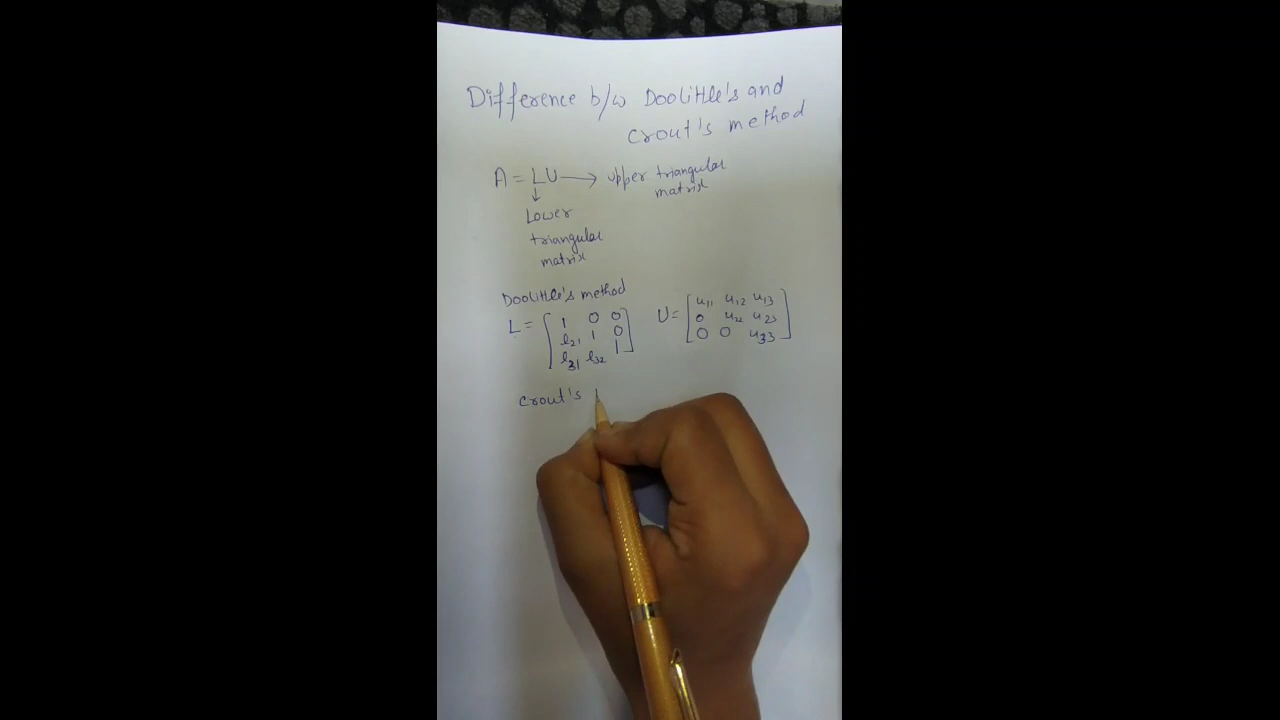 Difference b/w Doolittle's and
crout's method
A = LU → upper triangular
matrix
↓
Lower
triangular
matrix
Doolittle's method
L = [ 1 0 0 U = [ u11 u12 u13
l21 1 0 0 u22 u23
l31 l32 1 ] 0 0 u33 ]
crout's